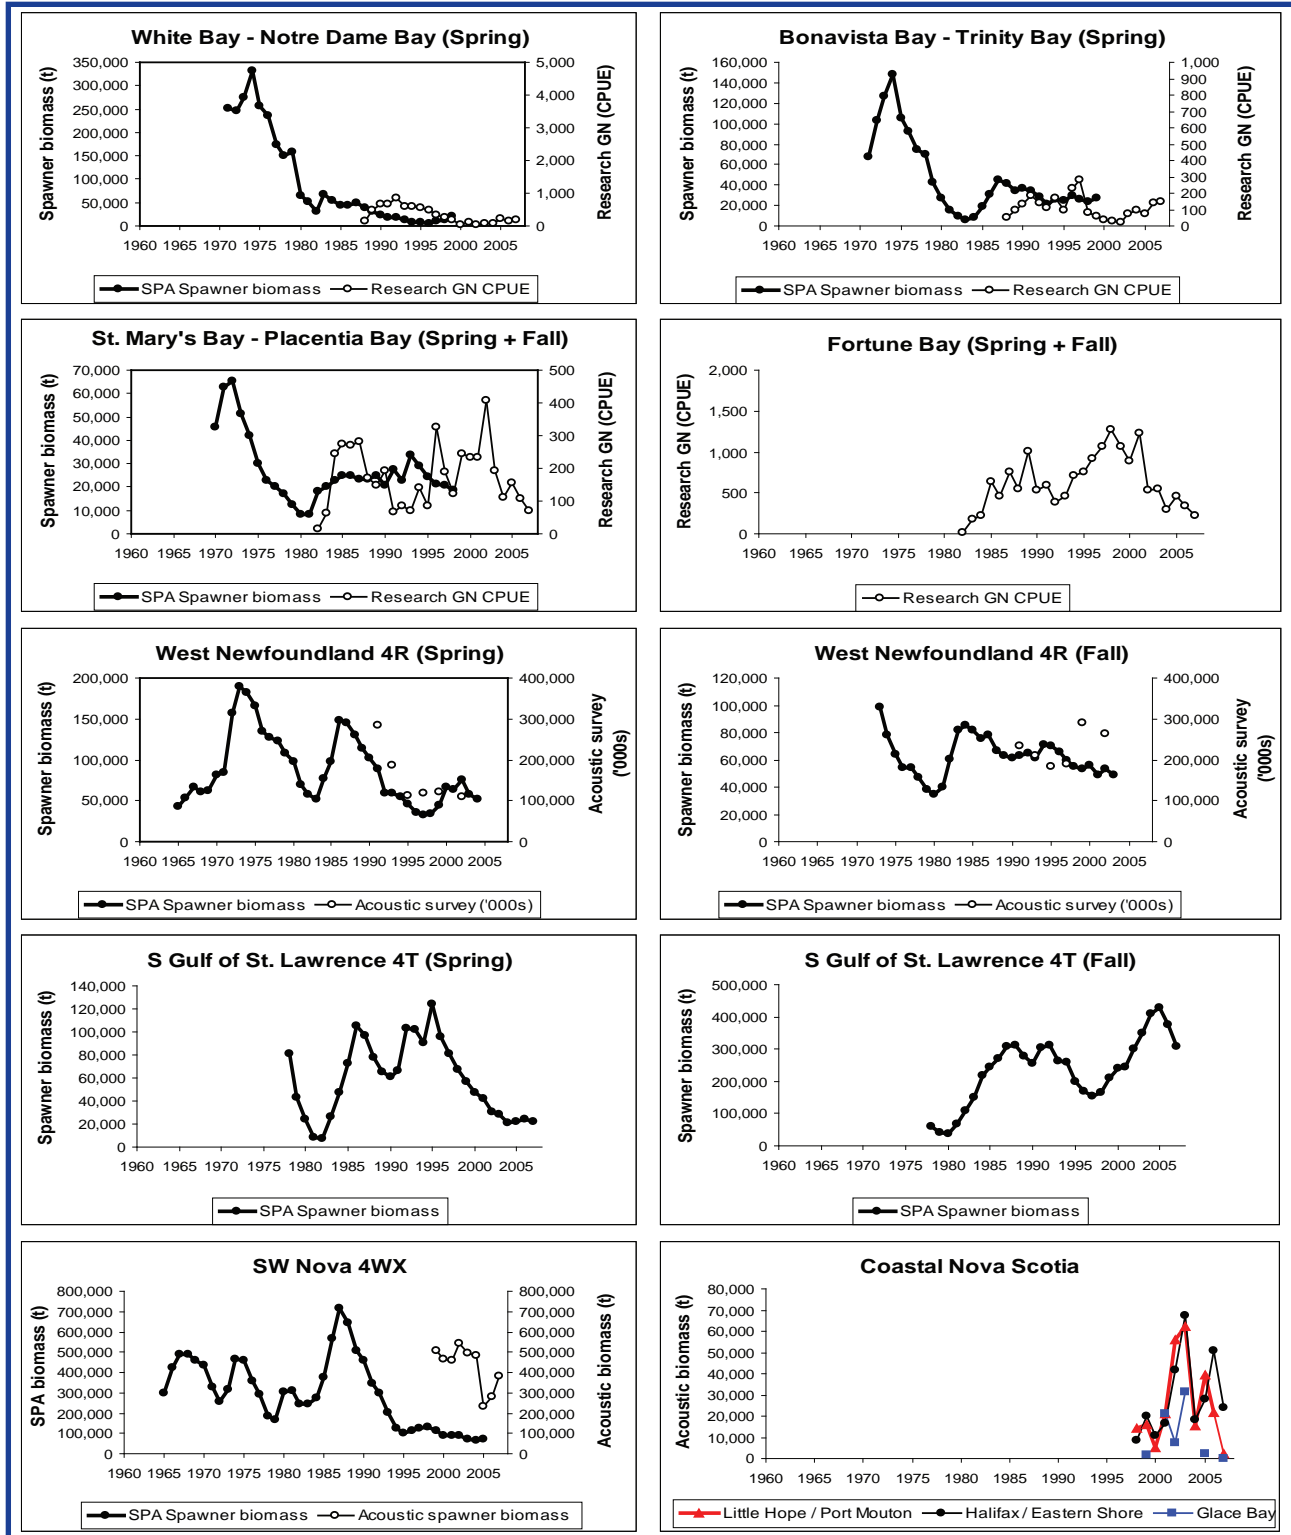 White Bay - Notre Dame Bay (Spring)
Spawner biomass (t)
350,000
300,000
250,000
200,000
150,000
100,000
50,000
0
5,000
4,000
3,000
2,000
1,000
0
Research GN (CPUE)
1960 1965 1970 1975 1980 1985 1990 1995 2000 2005
SPA Spawner biomass Research GN CPUE
Bonavista Bay - Trinity Bay (Spring)
Spawner biomass (t)
160,000
140,000
120,000
100,000
80,000
60,000
40,000
20,000
0
1,000
900
800
700
600
500
400
300
200
100
0
Research GN (CPUE)
1960 1965 1970 1975 1980 1985 1990 1995 2000 2005
SPA Spawner biomass Research GN CPUE
St. Mary's Bay - Placentia Bay (Spring + Fall)
Spawner biomass (t)
70,000
60,000
50,000
40,000
30,000
20,000
10,000
0
500
400
300
200
100
0
Research GN (CPUE)
1960 1965 1970 1975 1980 1985 1990 1995 2000 2005
SPA Spawner biomass Research GN CPUE
Fortune Bay (Spring + Fall)
Research GN (CPUE)
2,000
1,500
1,000
500
0
1960 1965 1970 1975 1980 1985 1990 1995 2000 2005
Research GN CPUE
West Newfoundland 4R (Spring)
Spawner biomass (t)
200,000
150,000
100,000
50,000
0
400,000
300,000
200,000
100,000
0
Acoustic survey
('000s)
1960 1965 1970 1975 1980 1985 1990 1995 2000 2005
SPA Spawner biomass Acoustic survey ('000s)
West Newfoundland 4R (Fall)
Spawner biomass (t)
120,000
100,000
80,000
60,000
40,000
20,000
0
400,000
300,000
200,000
100,000
0
Acoustic survey
('000s)
1960 1965 1970 1975 1980 1985 1990 1995 2000 2005
SPA Spawner biomass Acoustic survey ('000s)
S Gulf of St. Lawrence 4T (Spring)
Spawner biomass (t)
140,000
120,000
100,000
80,000
60,000
40,000
20,000
0
1960 1965 1970 1975 1980 1985 1990 1995 2000 2005
SPA Spawner biomass
S Gulf of St. Lawrence 4T (Fall)
Spawner biomass (t)
500,000
400,000
300,000
200,000
100,000
0
1960 1965 1970 1975 1980 1985 1990 1995 2000 2005
SPA Spawner biomass
SW Nova 4WX
SPA biomass (t)
800,000
700,000
600,000
500,000
400,000
300,000
200,000
100,000
0
800,000
700,000
600,000
500,000
400,000
300,000
200,000
100,000
0
Acoustic biomass (t)
1960 1965 1970 1975 1980 1985 1990 1995 2000 2005
SPA Spawner biomass Acoustic spawner biomass
Coastal Nova Scotia
Acoustic biomass (t)
80,000
70,000
60,000
50,000
40,000
30,000
20,000
10,000
0
1960 1965 1970 1975 1980 1985 1990 1995 2000 2005
Little Hope / Port Mouton Halifax / Eastern Shore Glace Bay